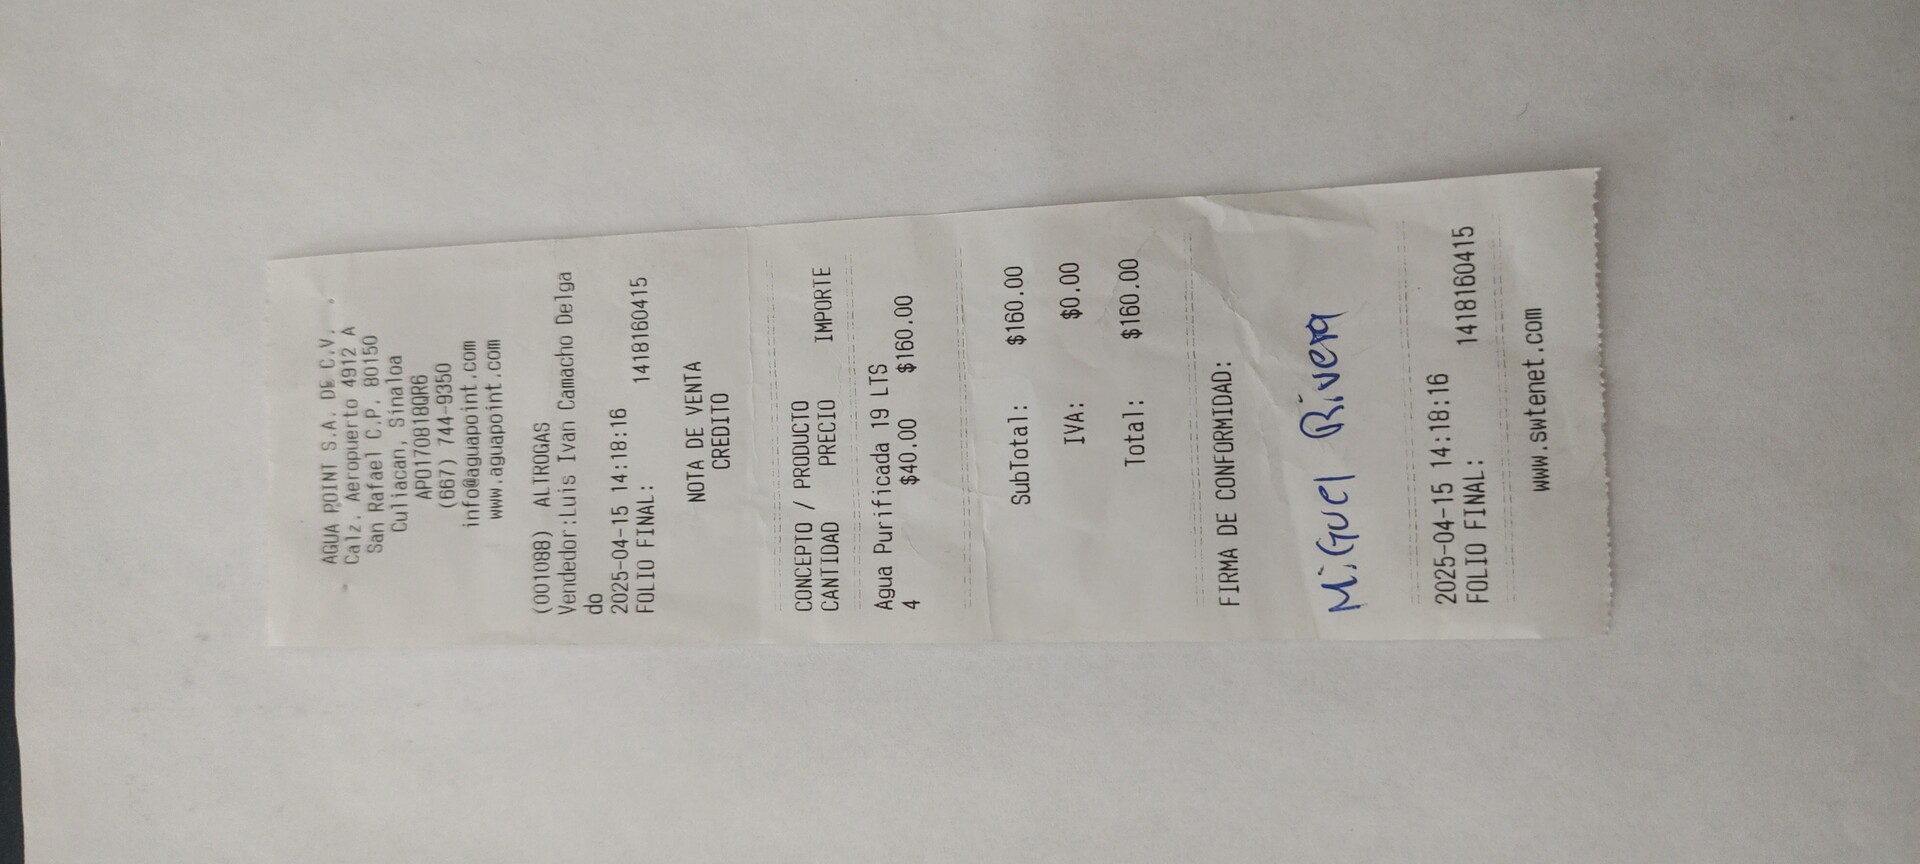 AGUA POINT S.A. DE C.V.
Calz. Aeropuerto 4912 A
San Rafael C.P. 80150
Culiacan, Sinaloa
APO170818QR6
(667) 744-9350
info@aguapoint.com
www.aguapoint.com
(001088) ALTROGAS
Vendedor:Luis Ivan Camacho Delga
do
2025-04-15 14:18:16
FOLIO FINAL: 1418160415
NOTA DE VENTA
CREDITO
CONCEPTO / PRODUCTO
CANTIDAD PRECIO IMPORTE
Agua Purificada 19 LTS
4 $40.00 $160.00
SubTotal: $160.00
IVA: $0.00
Total: $160.00
FIRMA DE CONFORMIDAD:
MiGuel Rivera
2025-04-15 14:18:16
FOLIO FINAL: 1418160415
www.swtenet.com